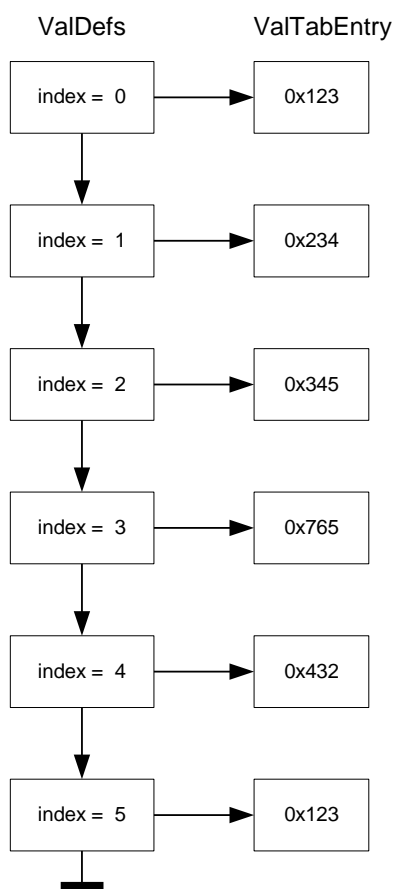 ValDefs ValTabEntry
index = 0 0x123
index = 1 0x234
index = 2 0x345
index = 3 0x765
index = 4 0x432
index = 5 0x123